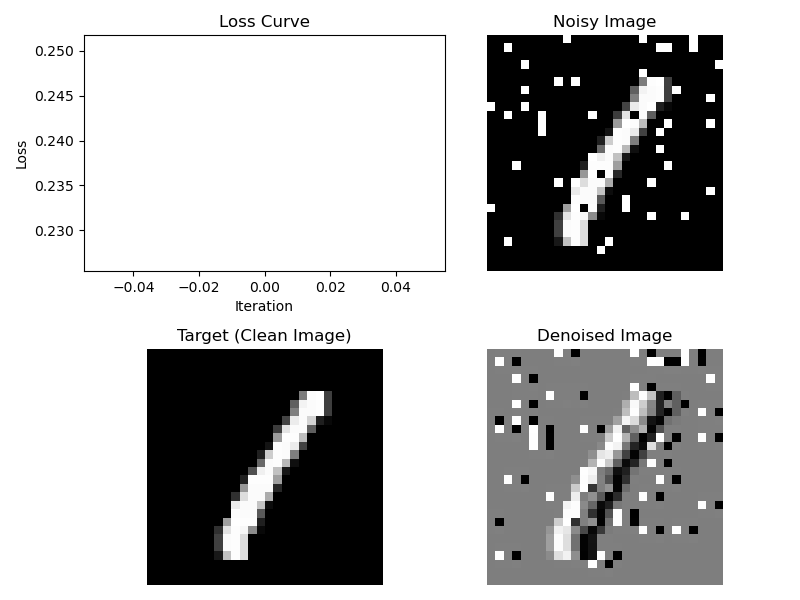 Loss Curve
Noisy Image
0.250
0.245
0.240
0.235
0.230
Loss
−0.04 −0.02 0.00 0.02 0.04
Iteration
Target (Clean Image)
Denoised Image